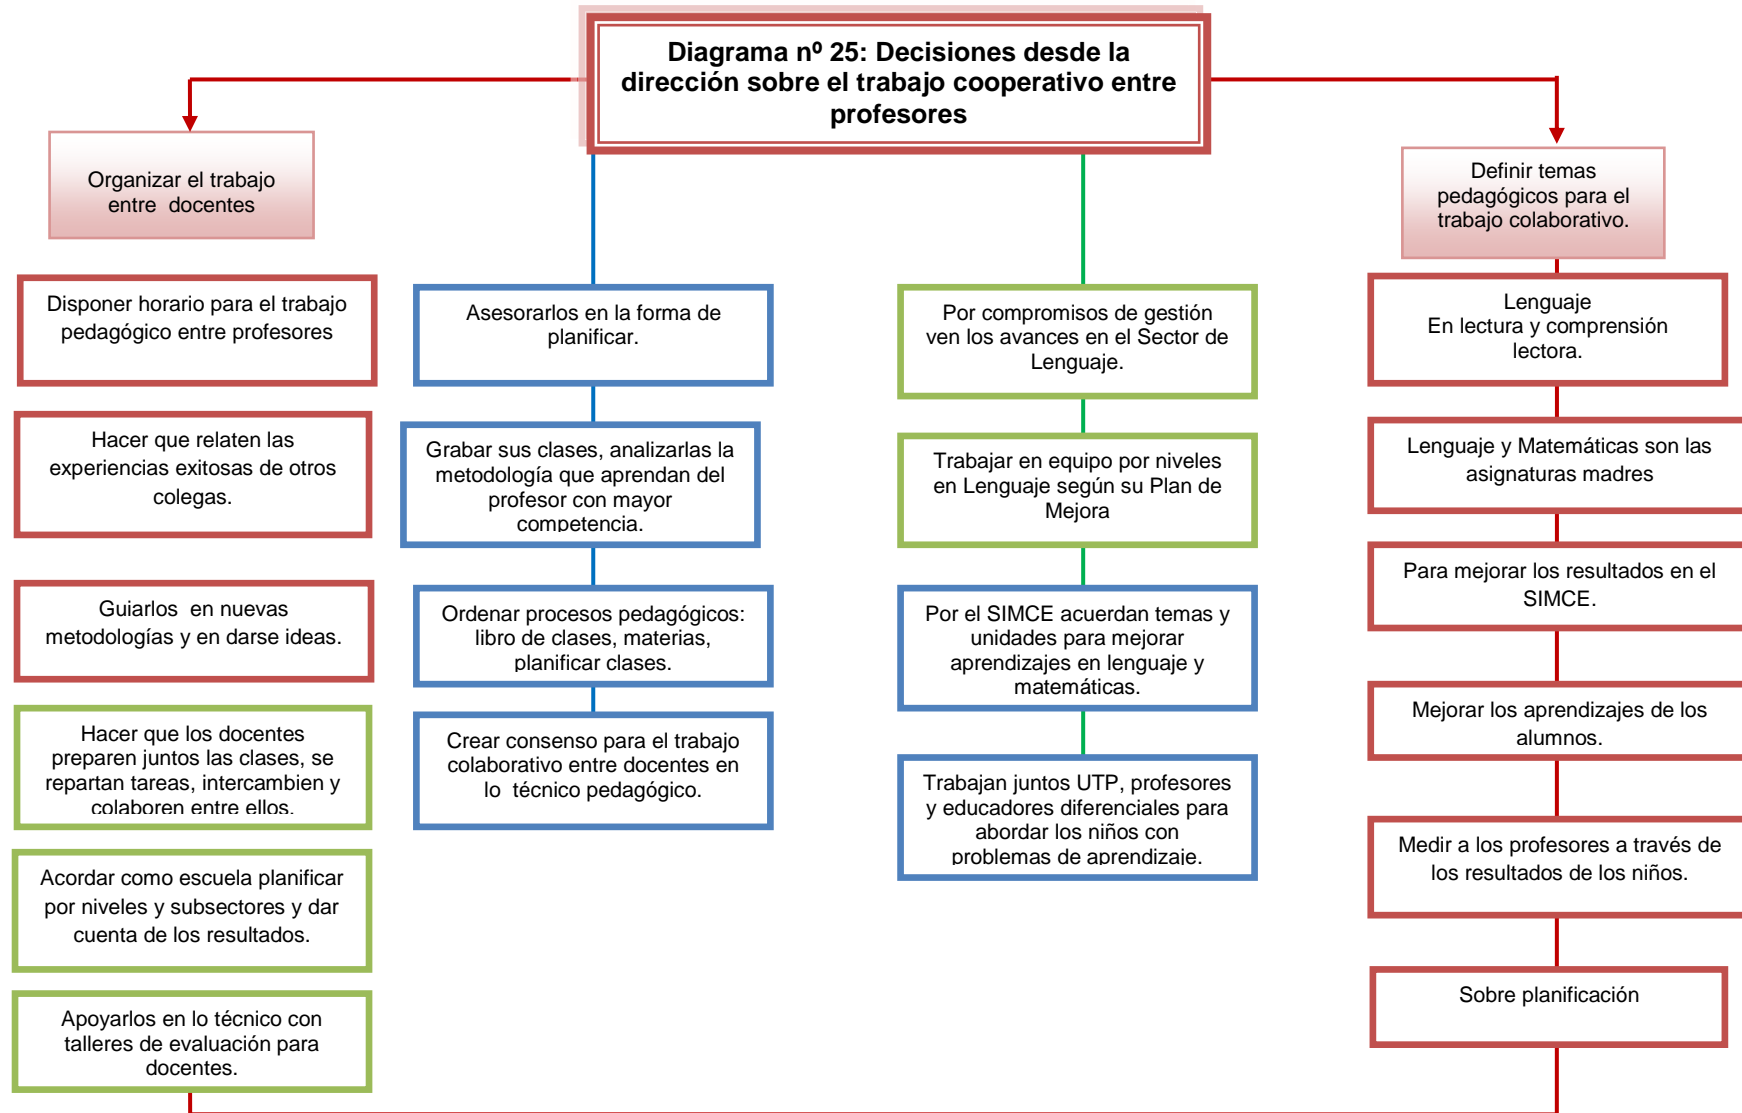 Diagrama nº 25: Decisiones desde la
dirección sobre el trabajo cooperativo entre
profesores
Organizar el trabajo
entre docentes
Disponer horario para el trabajo
pedagógico entre profesores
Hacer que relaten las
experiencias exitosas de otros
colegas.
Guiarlos en nuevas
metodologías y en darse ideas.
Hacer que los docentes
preparen juntos las clases, se
repartan tareas, intercambien y
colaboren entre ellos.
Acordar como escuela planificar
por niveles y subsectores y dar
cuenta de los resultados.
Apoyarlos en lo técnico con
talleres de evaluación para
docentes.
Asesorarlos en la forma de
planificar.
Grabar sus clases, analizarlas la
metodología que aprendan del
profesor con mayor
competencia.
Ordenar procesos pedagógicos:
libro de clases, materias,
planificar clases.
Crear consenso para el trabajo
colaborativo entre docentes en
lo técnico pedagógico.
Por compromisos de gestión
ven los avances en el Sector de
Lenguaje.
Trabajar en equipo por niveles
en Lenguaje según su Plan de
Mejora
Por el SIMCE acuerdan temas y
unidades para mejorar
aprendizajes en lenguaje y
matemáticas.
Trabajan juntos UTP, profesores
y educadores diferenciales para
abordar los niños con
problemas de aprendizaje.
Definir temas
pedagógicos para el
trabajo colaborativo.
Lenguaje
En lectura y comprensión
lectora.
Lenguaje y Matemáticas son las
asignaturas madres
Para mejorar los resultados en el
SIMCE.
Mejorar los aprendizajes de los
alumnos.
Medir a los profesores a través de
los resultados de los niños.
Sobre planificación